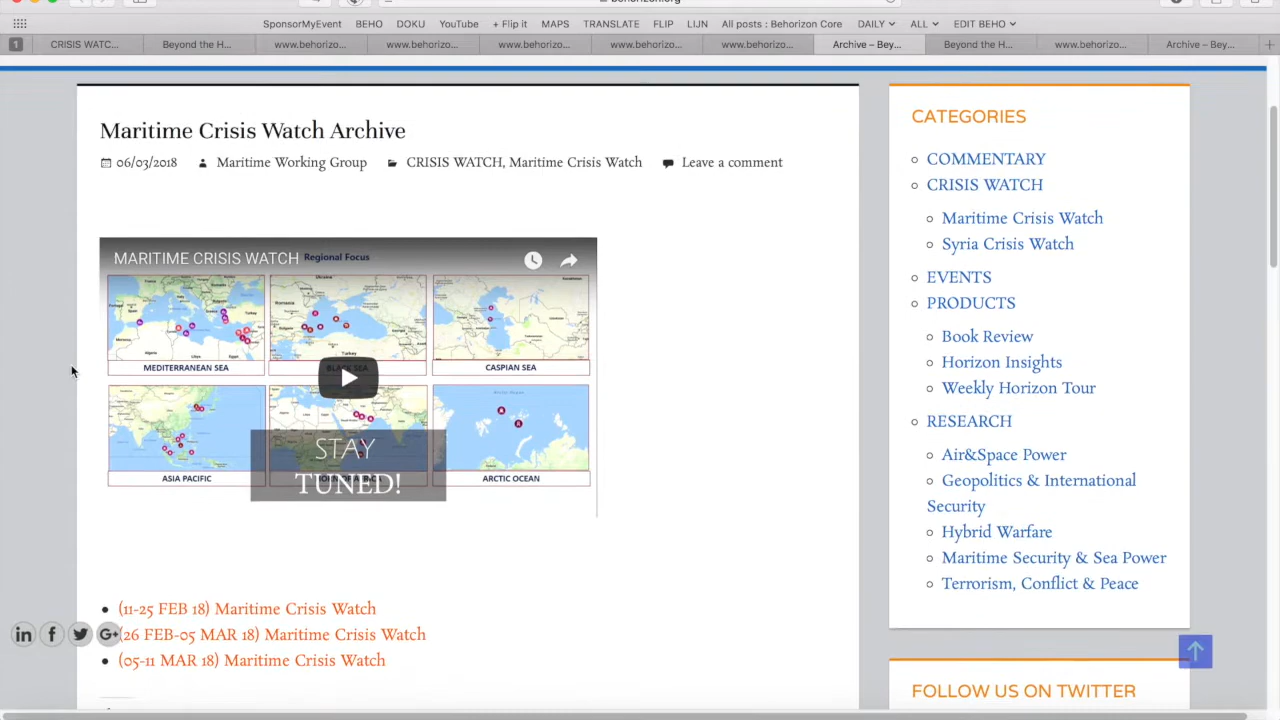 SponsorMyEvent BEHO DOKU YouTube + Flip it MAPS TRANSLATE FLIP LIJN All posts : Behorizon Core DAILY ALL EDIT BEHO
1 CRISIS WATC... Beyond the H... www.behorizo... www.behorizo... www.behorizo... www.behorizo... www.behorizo... Archive – Bey... Beyond the H... www.behorizo... Archive – Bey... +
Maritime Crisis Watch Archive
06/03/2018 Maritime Working Group CRISIS WATCH, Maritime Crisis Watch Leave a comment
MARITIME CRISIS WATCH Regional Focus
MEDITERRANEAN SEA
CASPIAN SEA
STAY
TUNED!
ASIA PACIFIC
ARCTIC OCEAN
• (11-25 FEB 18) Maritime Crisis Watch
(26 FEB-05 MAR 18) Maritime Crisis Watch
• (05-11 MAR 18) Maritime Crisis Watch
in f G+
CATEGORIES
COMMENTARY
CRISIS WATCH
Maritime Crisis Watch
Syria Crisis Watch
EVENTS
PRODUCTS
Book Review
Horizon Insights
Weekly Horizon Tour
RESEARCH
Air&Space Power
Geopolitics & International
Security
Hybrid Warfare
Maritime Security & Sea Power
Terrorism, Conflict & Peace
FOLLOW US ON TWITTER